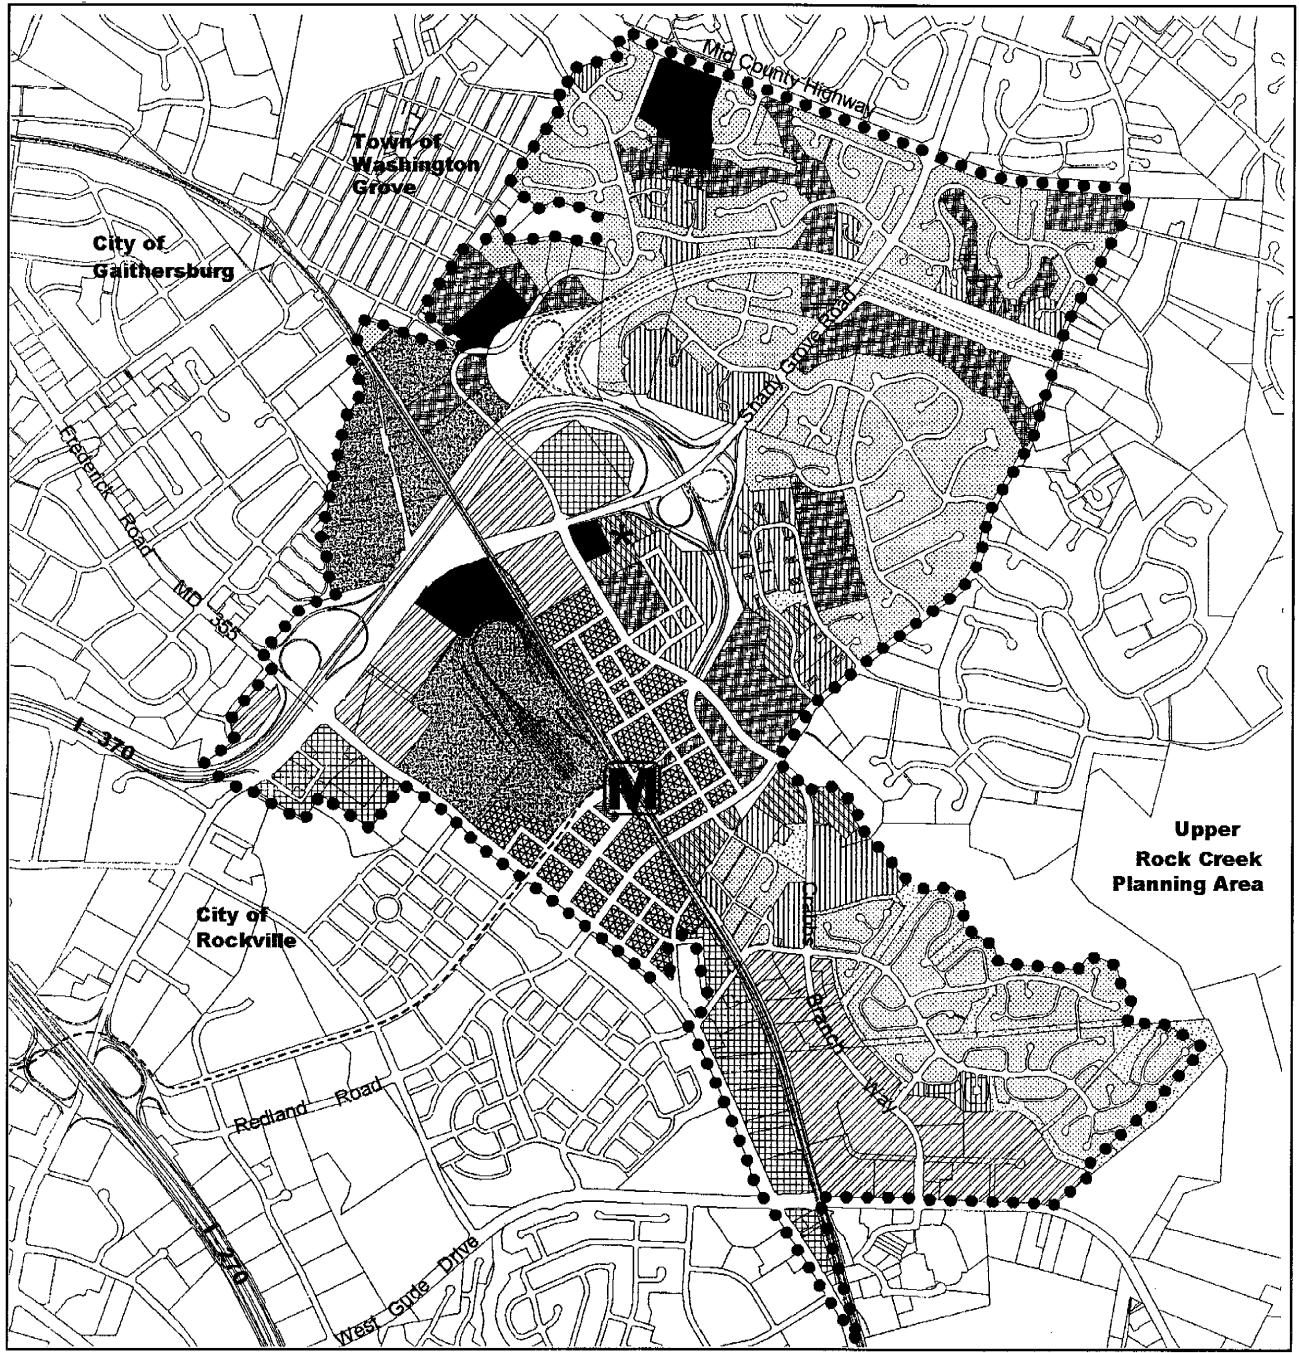 Mid County Highway
Town of
Washington
Grove
City of
Gaithersburg
Shady Grove Road
Frederick Road
MD 355
I - 370
M
Upper
Rock Creek
Planning Area
City of
Rockville
Crabbs Branch Way
Redland Road
I-270
West Gude Drive